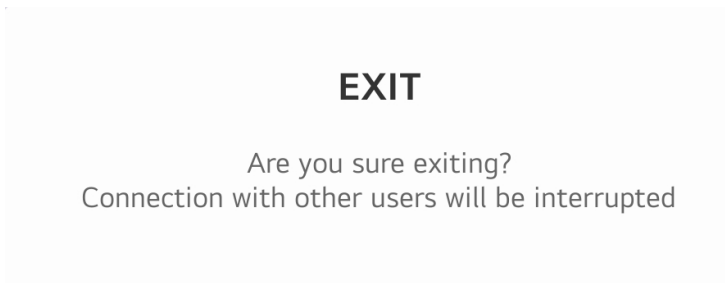 EXIT
Are you sure exiting?
Connection with other users will be interrupted